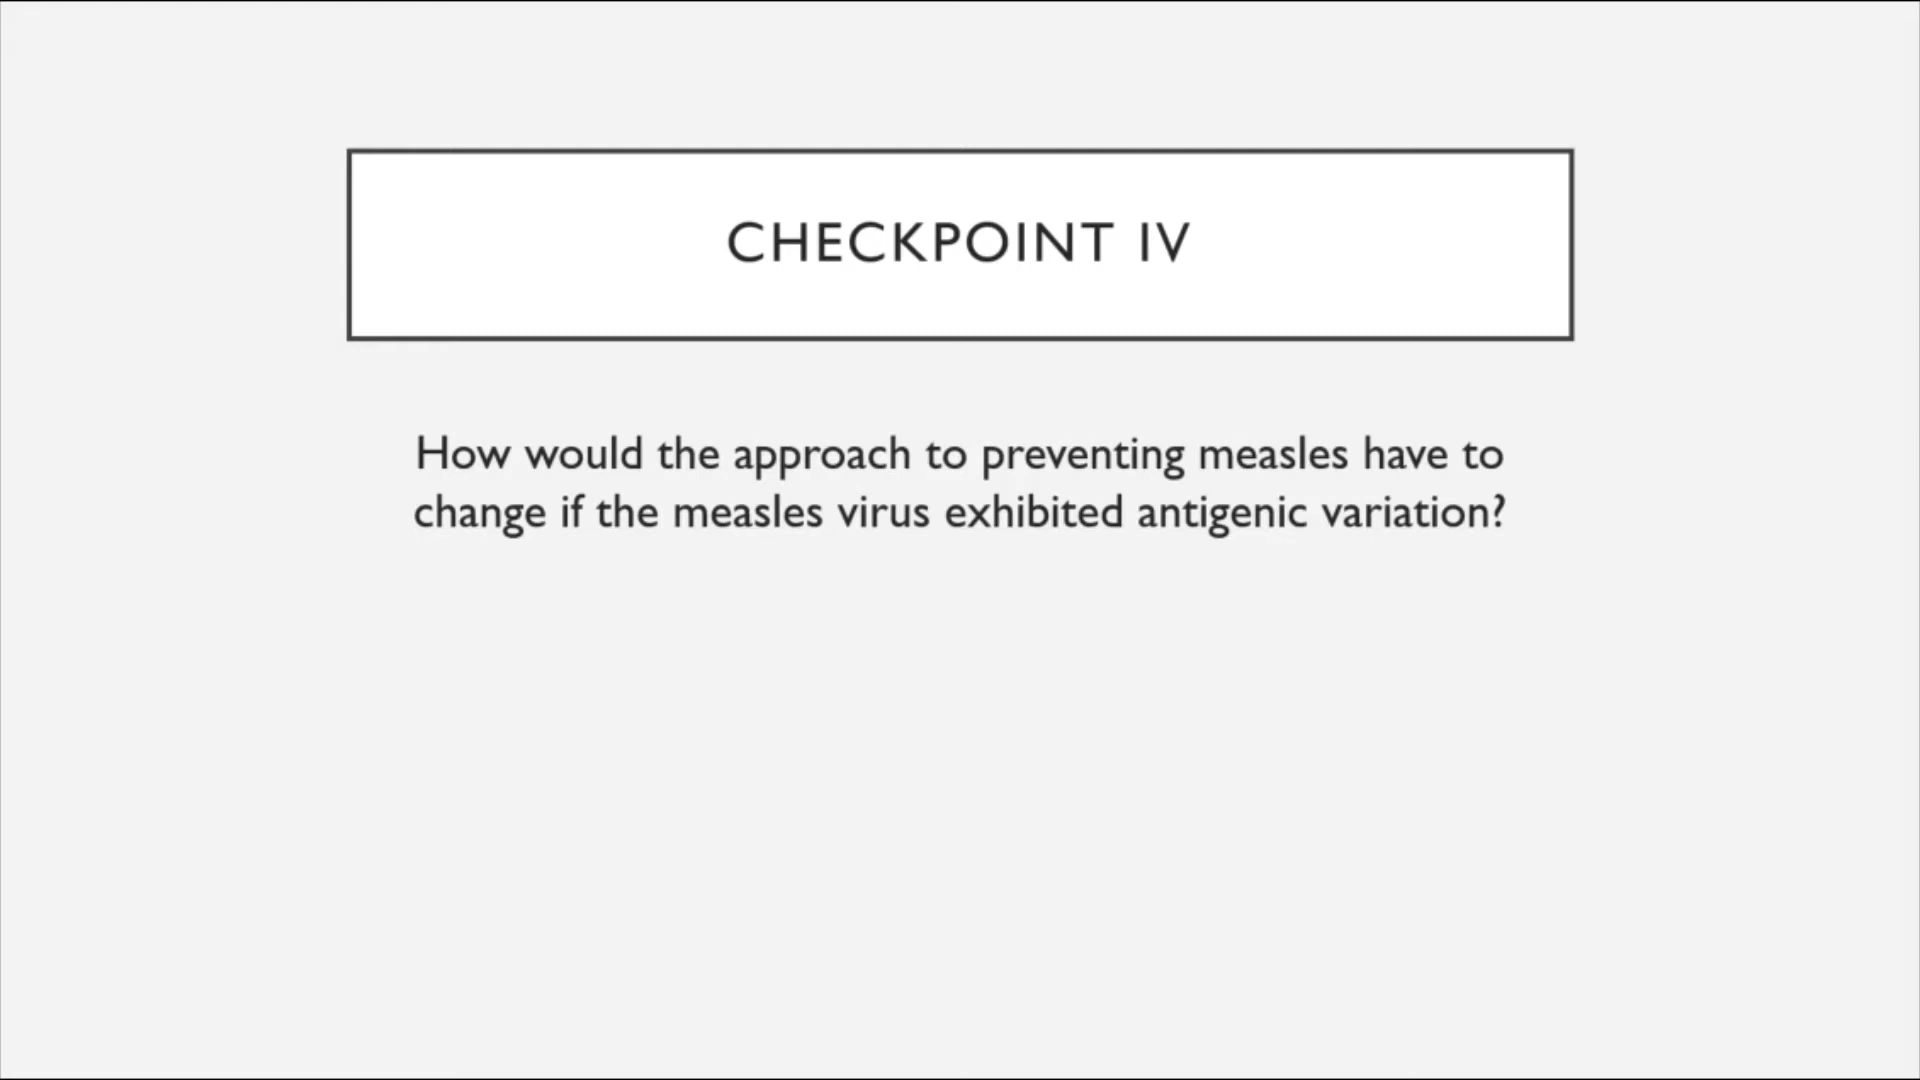 CHECKPOINT IV
How would the approach to preventing measles have to
change if the measles virus exhibited antigenic variation?